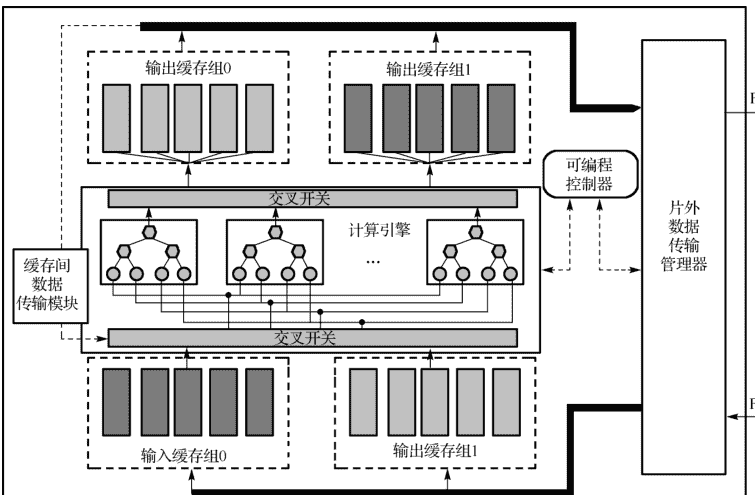 输出缓存组0
输出缓存组1
可编程
控制器
交叉开关
计算引擎
...
片外
数据
传输
管理器
缓存间
数据
传输模块
交叉开关
输入缓存组0
输出缓存组1